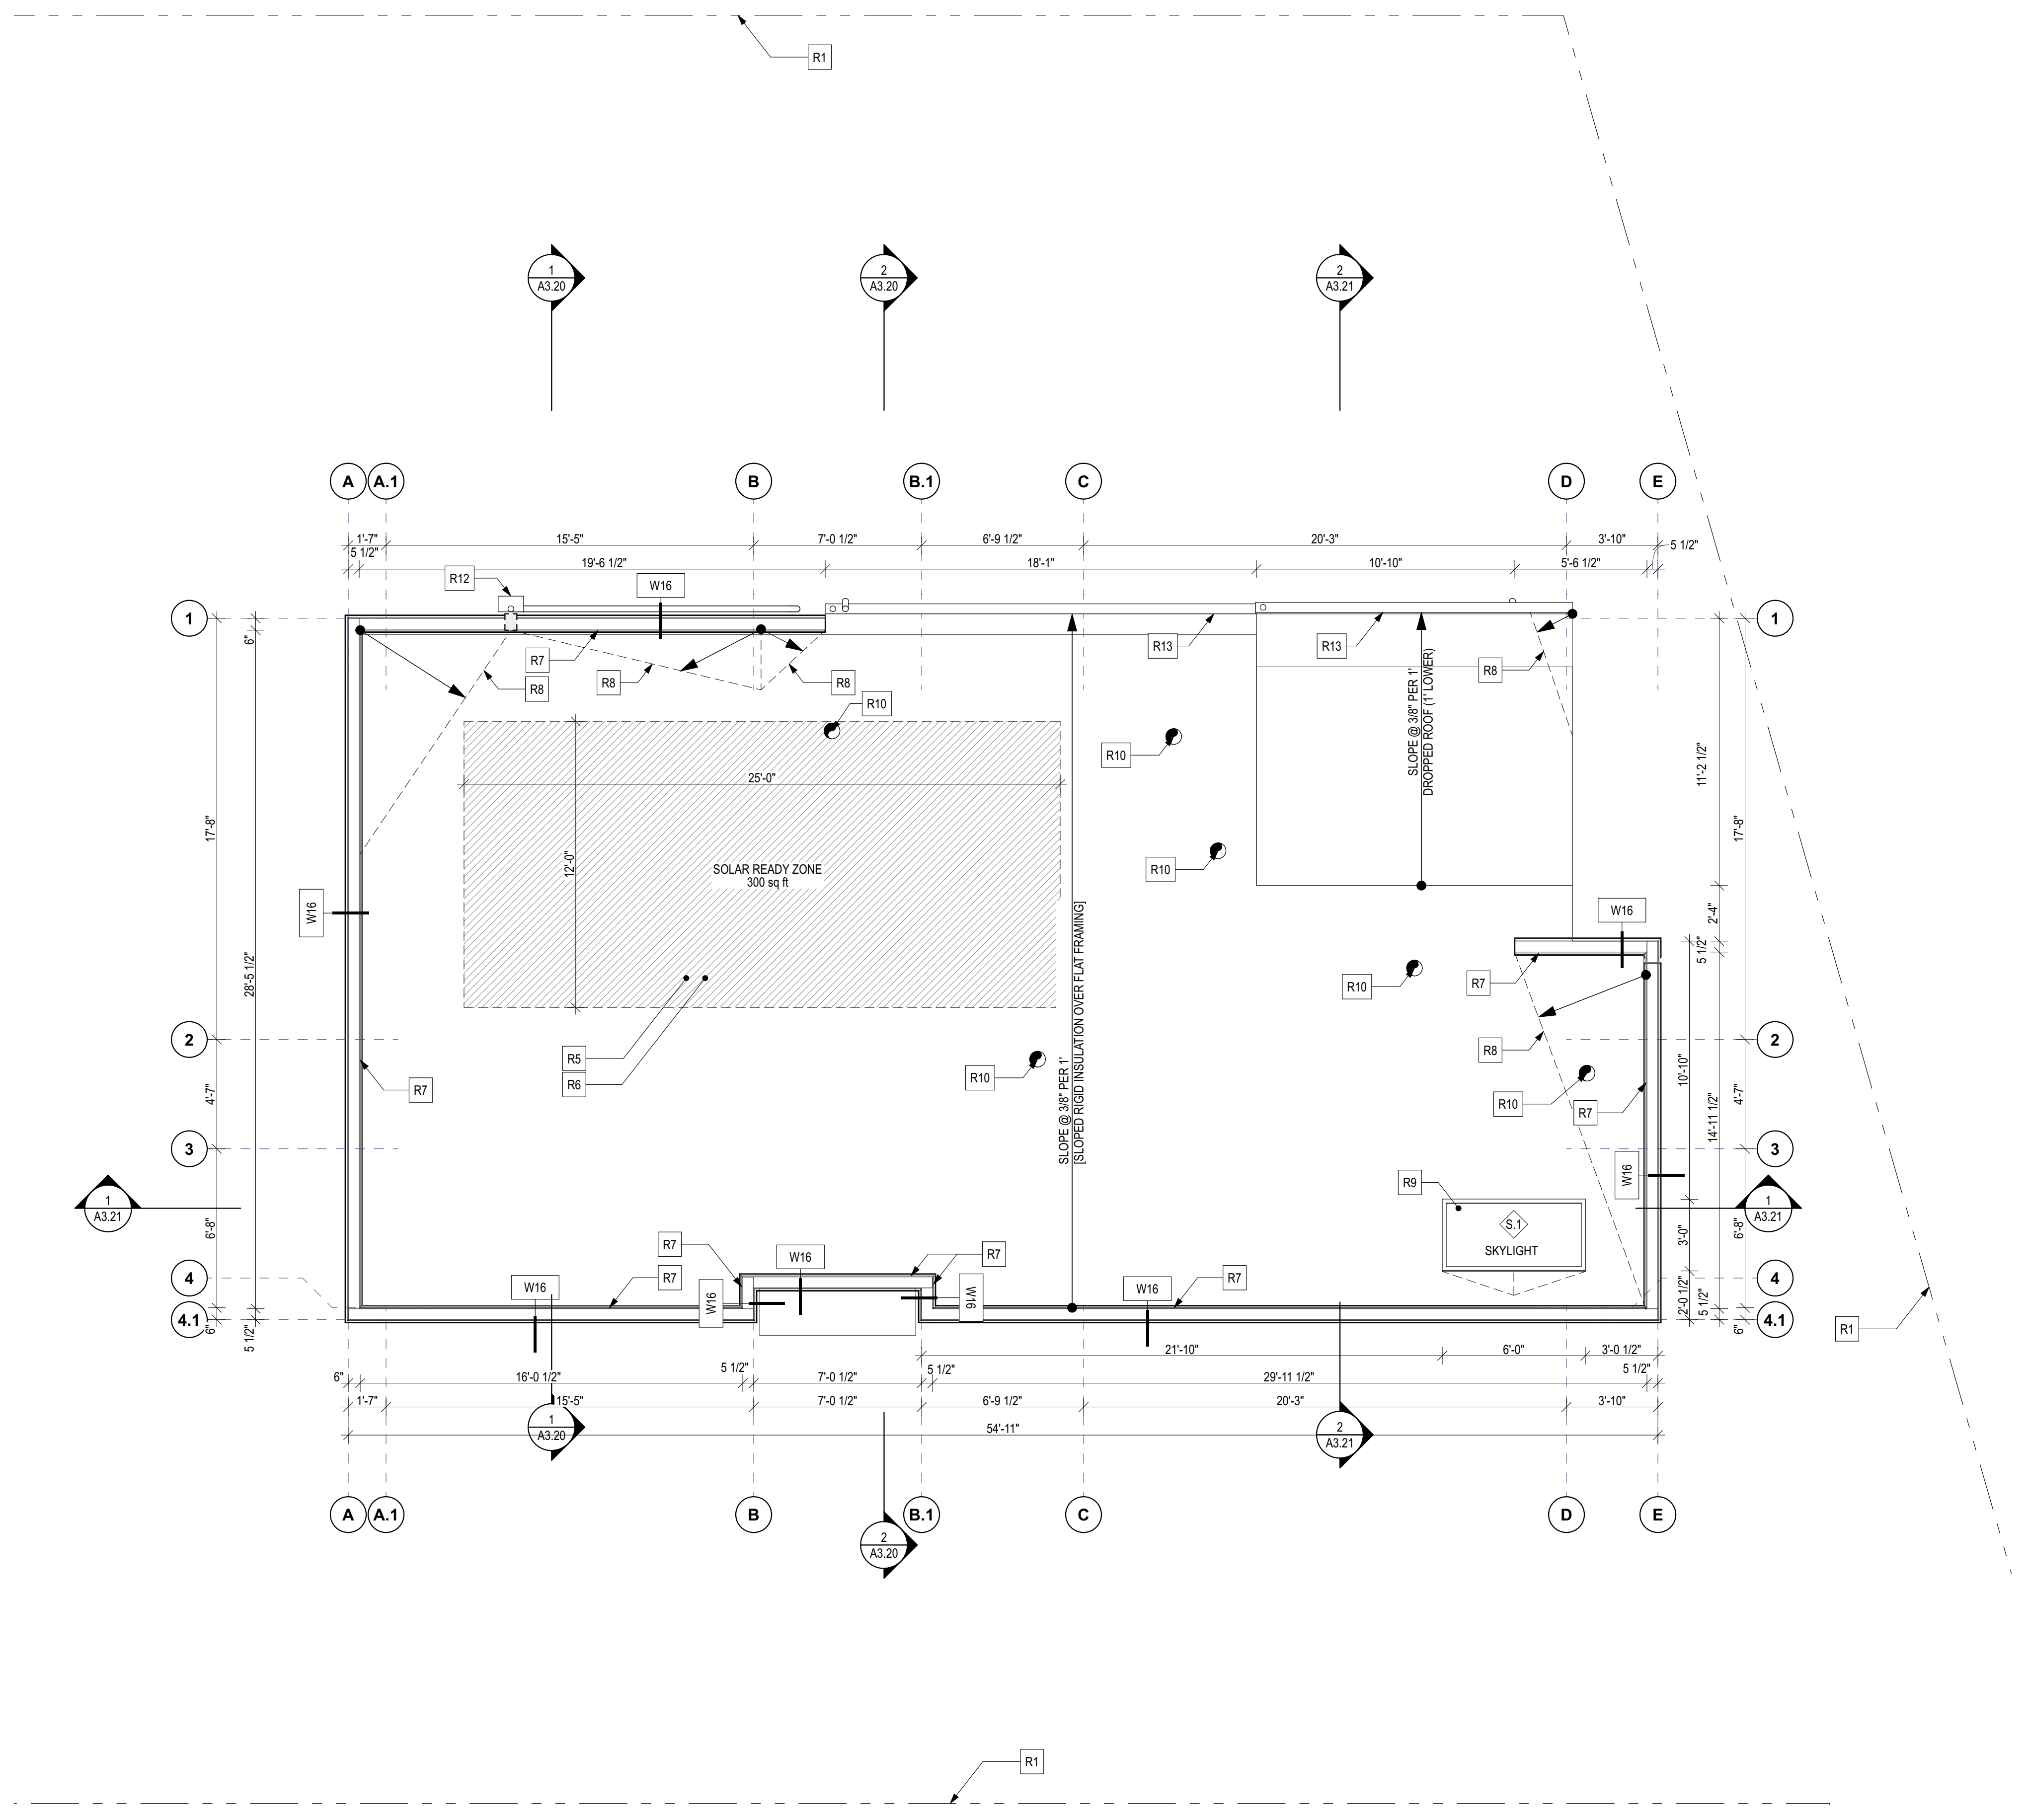 R1
1
A3.20
2
A3.20
2
A3.21
A
A.1
B
B.1
C
D
E
1'-7"
15'-5"
7'-0 1/2"
6'-9 1/2"
20'-3"
3'-10"
5 1/2"
5 1/2"
19'-6 1/2"
18'-1"
10'-10"
5'-6 1/2"
R12
W16
1
1
6"
R7
R8
R8
R8
R13
R13
R8
R10
R10
SLOPE @ 3/8" PER 1'
DROPPED ROOF (1' LOWER)
11'-2 1/2"
25'-0"
17'-8"
17'-8"
12'-0"
SOLAR READY ZONE
300 sq ft
R10
W16
W16
2'-4"
5 1/2"
28'-5 1/2"
R10
R7
SLOPE @ 3/8" PER 1'
[SLOPED RIGID INSULATION OVER FLAT FRAMING]
2
2
R5
R6
R10
R8
R10
R7
10'-10"
14'-11 1/2"
4'-7"
4'-7"
R7
3
3
W16
R9
1
A3.21
1
A3.21
S.1
SKYLIGHT
6'-8"
3'-0"
6'-8"
R7
W16
R7
R7
W16
W16
W16
W16
R7
4
4
4.1
4.1
6"
5 1/2"
2'-0 1/2"
5 1/2"
6"
R1
21'-10"
6'-0"
3'-0 1/2"
6"
16'-0 1/2"
5 1/2"
7'-0 1/2"
5 1/2"
29'-11 1/2"
5 1/2"
1'-7"
15'-5"
7'-0 1/2"
6'-9 1/2"
20'-3"
3'-10"
1
A3.20
54'-11"
2
A3.21
A
A.1
B
B.1
C
D
E
2
A3.20
R1